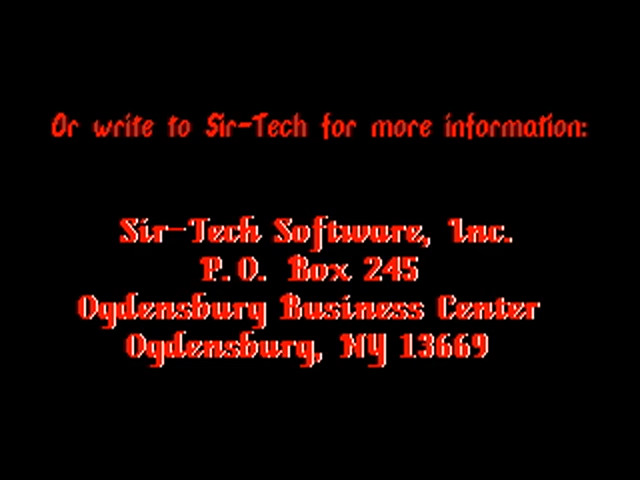 Or write to Sir-Tech for more information:
Sir-Tech Software, Inc.
P.O. Box 245
Ogdensburg Business Center
Ogdensburg, NY 13669